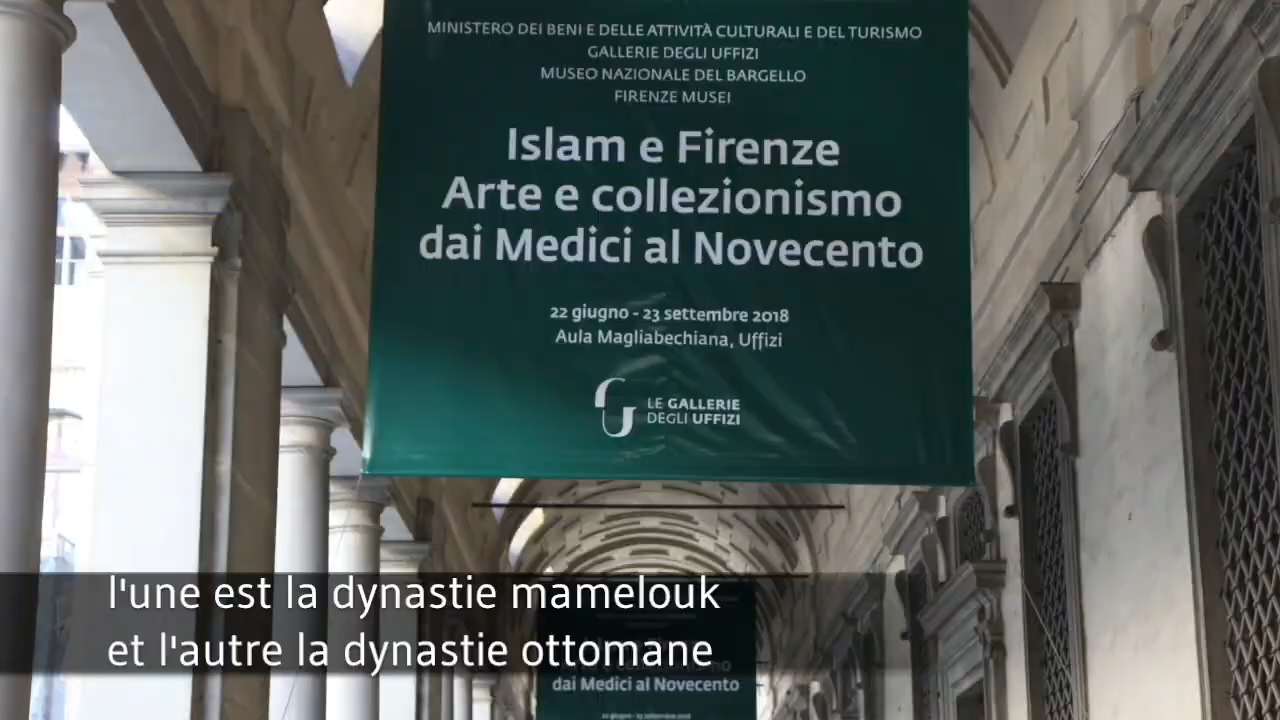 MINISTERO DEI BENI E DELLE ATTIVITÀ CULTURALI E DEL TURISMO
GALLERIE DEGLI UFFIZI
MUSEO NAZIONALE DEL BARGELLO
FIRENZE MUSEI
Islam e Firenze
Arte e collezionismo
dai Medici al Novecento
22 giugno - 23 settembre 2018
Aula Magliabechiana, Uffizi
LE GALLERIE
DEGLI UFFIZI
l'une est la dynastie mamelouk
et l'autre la dynastie ottomane
dai Medici al Novecento